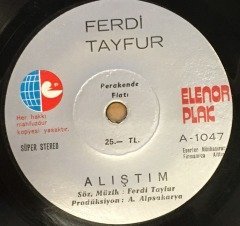 FERDİ
TAYFUR
Perakende
Fiatı
ELENOR
PLAK
Her hakkı
mahfuzdur
kopyesi yasaktır.
25.— TL.
A-1047
SÜPER STEREO
ALIŞTIM
Söz, Müzik : Ferdi Tayfur
Prodüksiyon : A. Alpsakarya